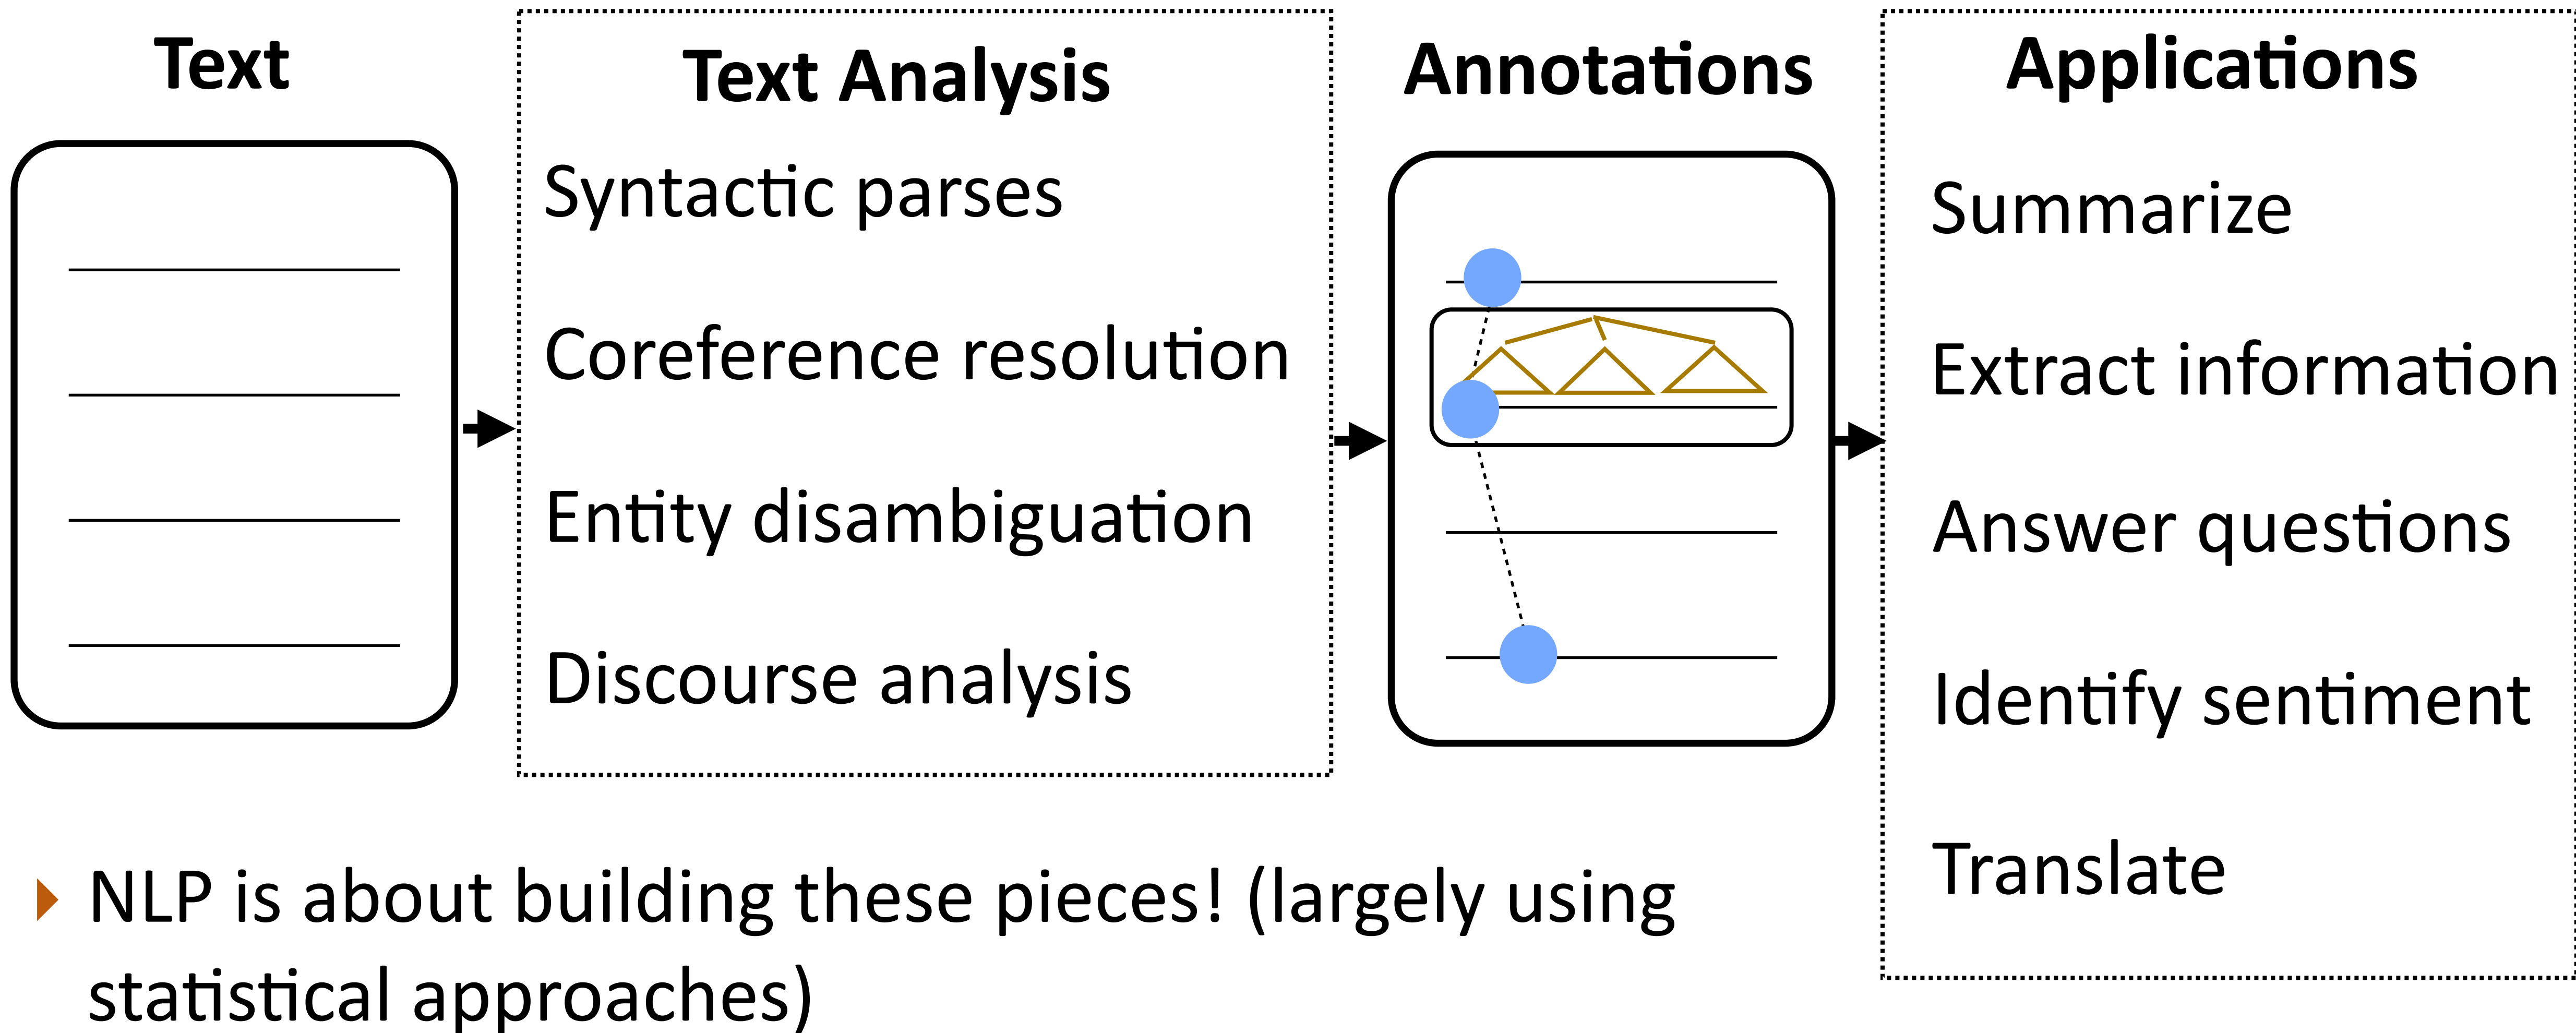 Text
Text Analysis
Syntactic parses
Coreference resolution
Entity disambiguation
Discourse analysis
Annotations
Applications
Summarize
Extract information
Answer questions
Identify sentiment
Translate
NLP is about building these pieces! (largely using
statistical approaches)